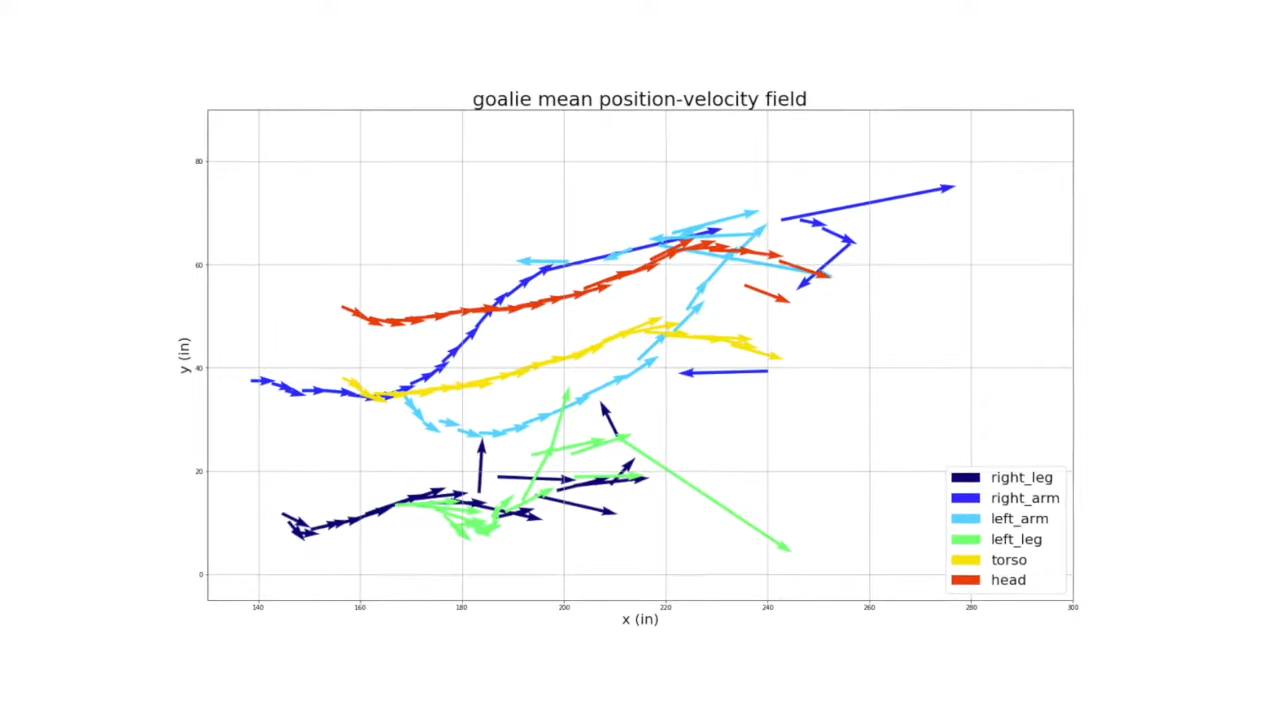 goalie mean position-velocity field
y (in)
80
60
40
20
0
140 160 180 200 220 240 260 280 300
x (in)
right_leg
right_arm
left_arm
left_leg
torso
head